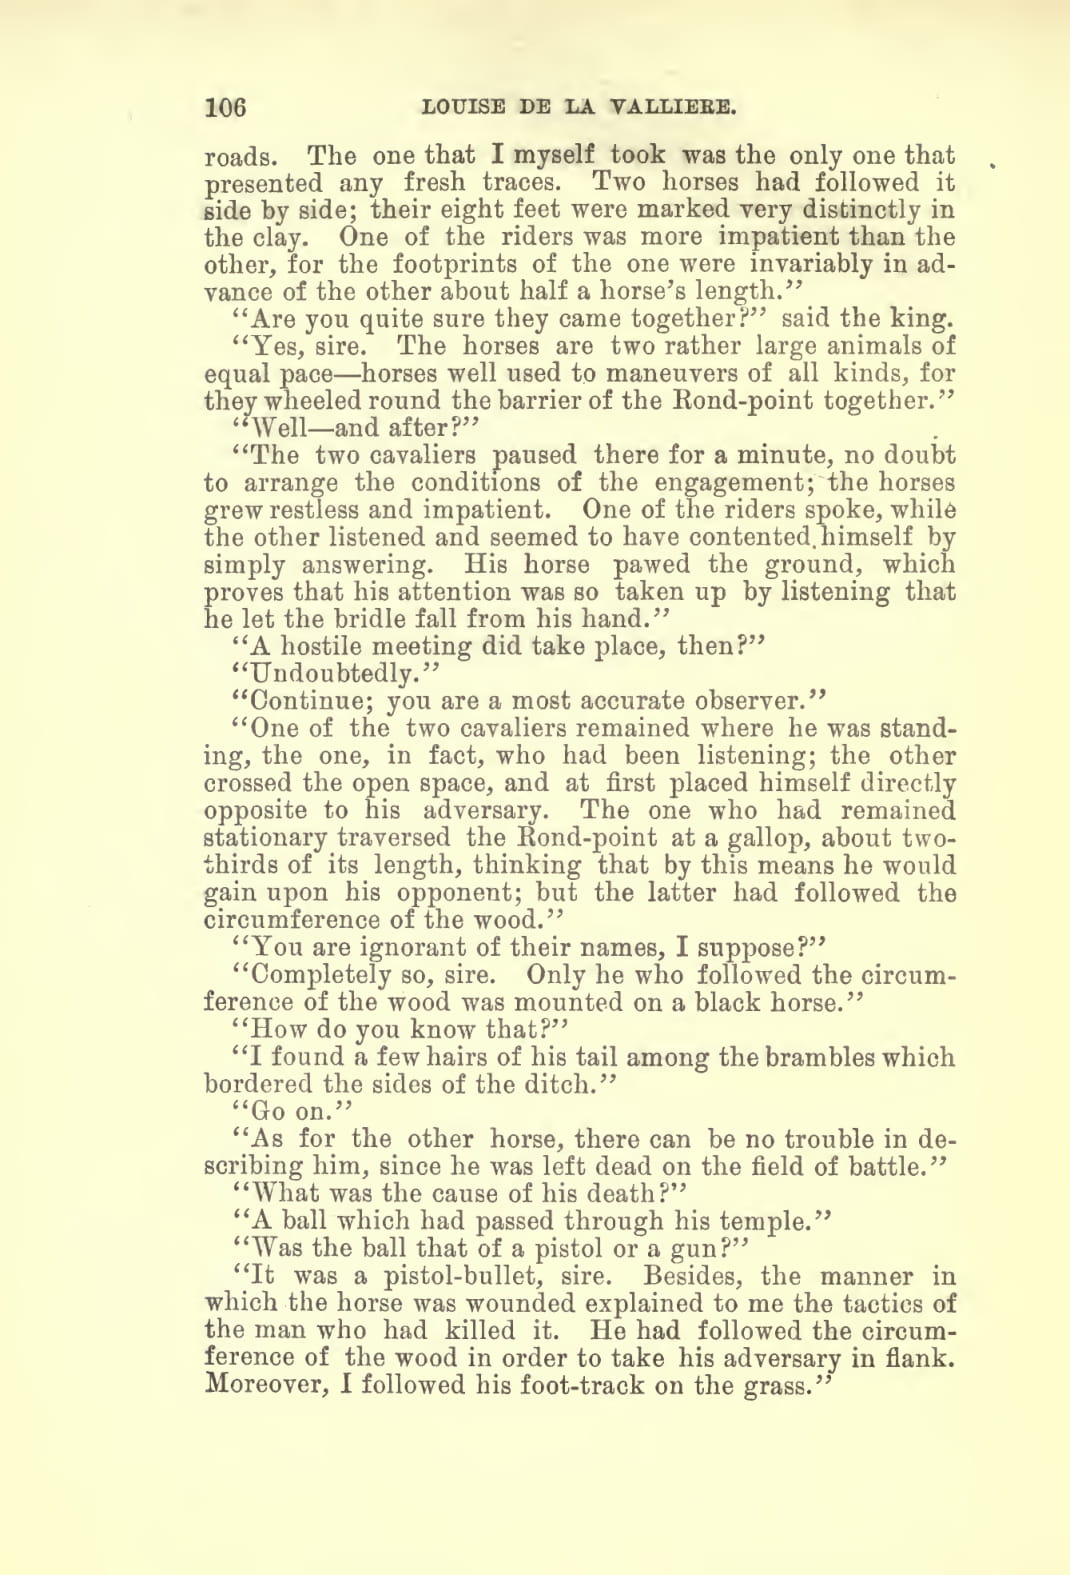 106 LOUISE DE LA VALLIERE.
roads. The one that I myself took was the only one that
presented any fresh traces. Two horses had followed it
side by side; their eight feet were marked very distinctly in
the clay. One of the riders was more impatient than the
other, for the footprints of the one were invariably in ad-
vance of the other about half a horse's length."
"Are you quite sure they came together?" said the king.
"Yes, sire. The horses are two rather large animals of
equal pace—horses well used to maneuvers of all kinds, for
they wheeled round the barrier of the Rond-point together."
"Well—and after?"
"The two cavaliers paused there for a minute, no doubt
to arrange the conditions of the engagement; the horses
grew restless and impatient. One of the riders spoke, while
the other listened and seemed to have contented himself by
simply answering. His horse pawed the ground, which
proves that his attention was so taken up by listening that
he let the bridle fall from his hand."
"A hostile meeting did take place, then?"
"Undoubtedly."
"Continue; you are a most accurate observer."
"One of the two cavaliers remained where he was stand-
ing, the one, in fact, who had been listening; the other
crossed the open space, and at first placed himself directly
opposite to his adversary. The one who had remained
stationary traversed the Rond-point at a gallop, about two-
thirds of its length, thinking that by this means he would
gain upon his opponent; but the latter had followed the
circumference of the wood."
"You are ignorant of their names, I suppose?"
"Completely so, sire. Only he who followed the circum-
ference of the wood was mounted on a black horse."
"How do you know that?"
"I found a few hairs of his tail among the brambles which
bordered the sides of the ditch."
"Go on."
"As for the other horse, there can be no trouble in de-
scribing him, since he was left dead on the field of battle."
"What was the cause of his death?"
"A ball which had passed through his temple."
"Was the ball that of a pistol or a gun?"
"It was a pistol-bullet, sire. Besides, the manner in
which the horse was wounded explained to me the tactics of
the man who had killed it. He had followed the circum-
ference of the wood in order to take his adversary in flank.
Moreover, I followed his foot-track on the grass."